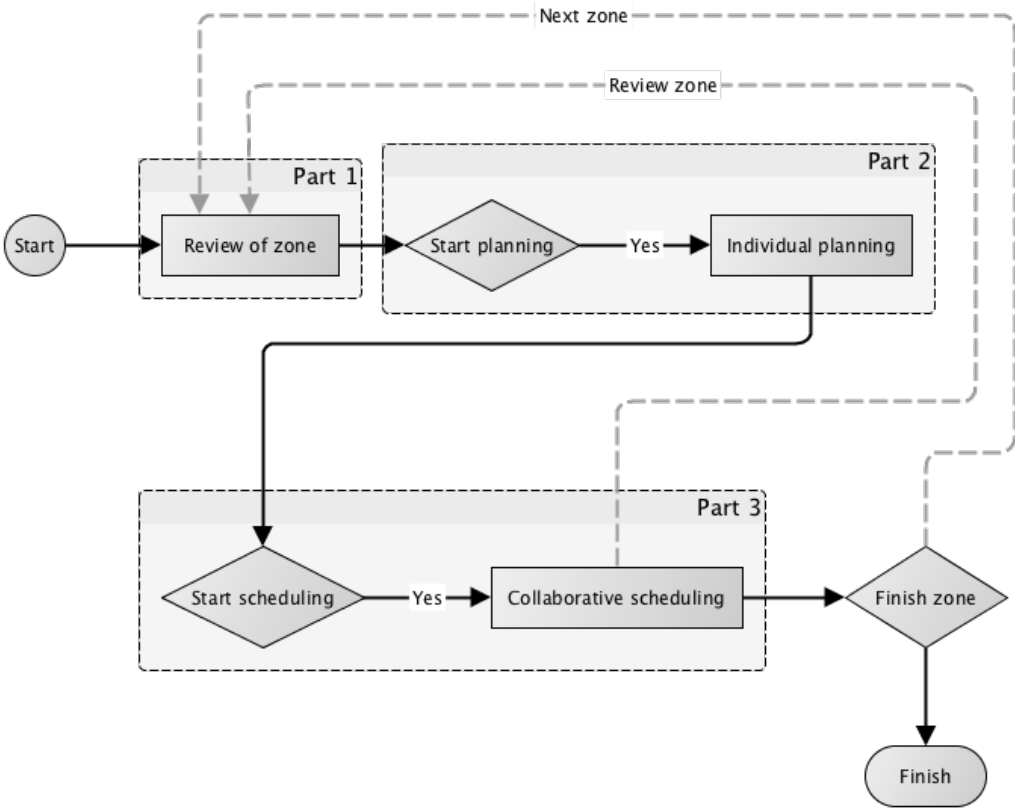 Next zone
Review zone
Part 1
Part 2
Start
Review of zone
Start planning
Yes
Individual planning
Part 3
Start scheduling
Yes
Collaborative scheduling
Finish zone
Finish